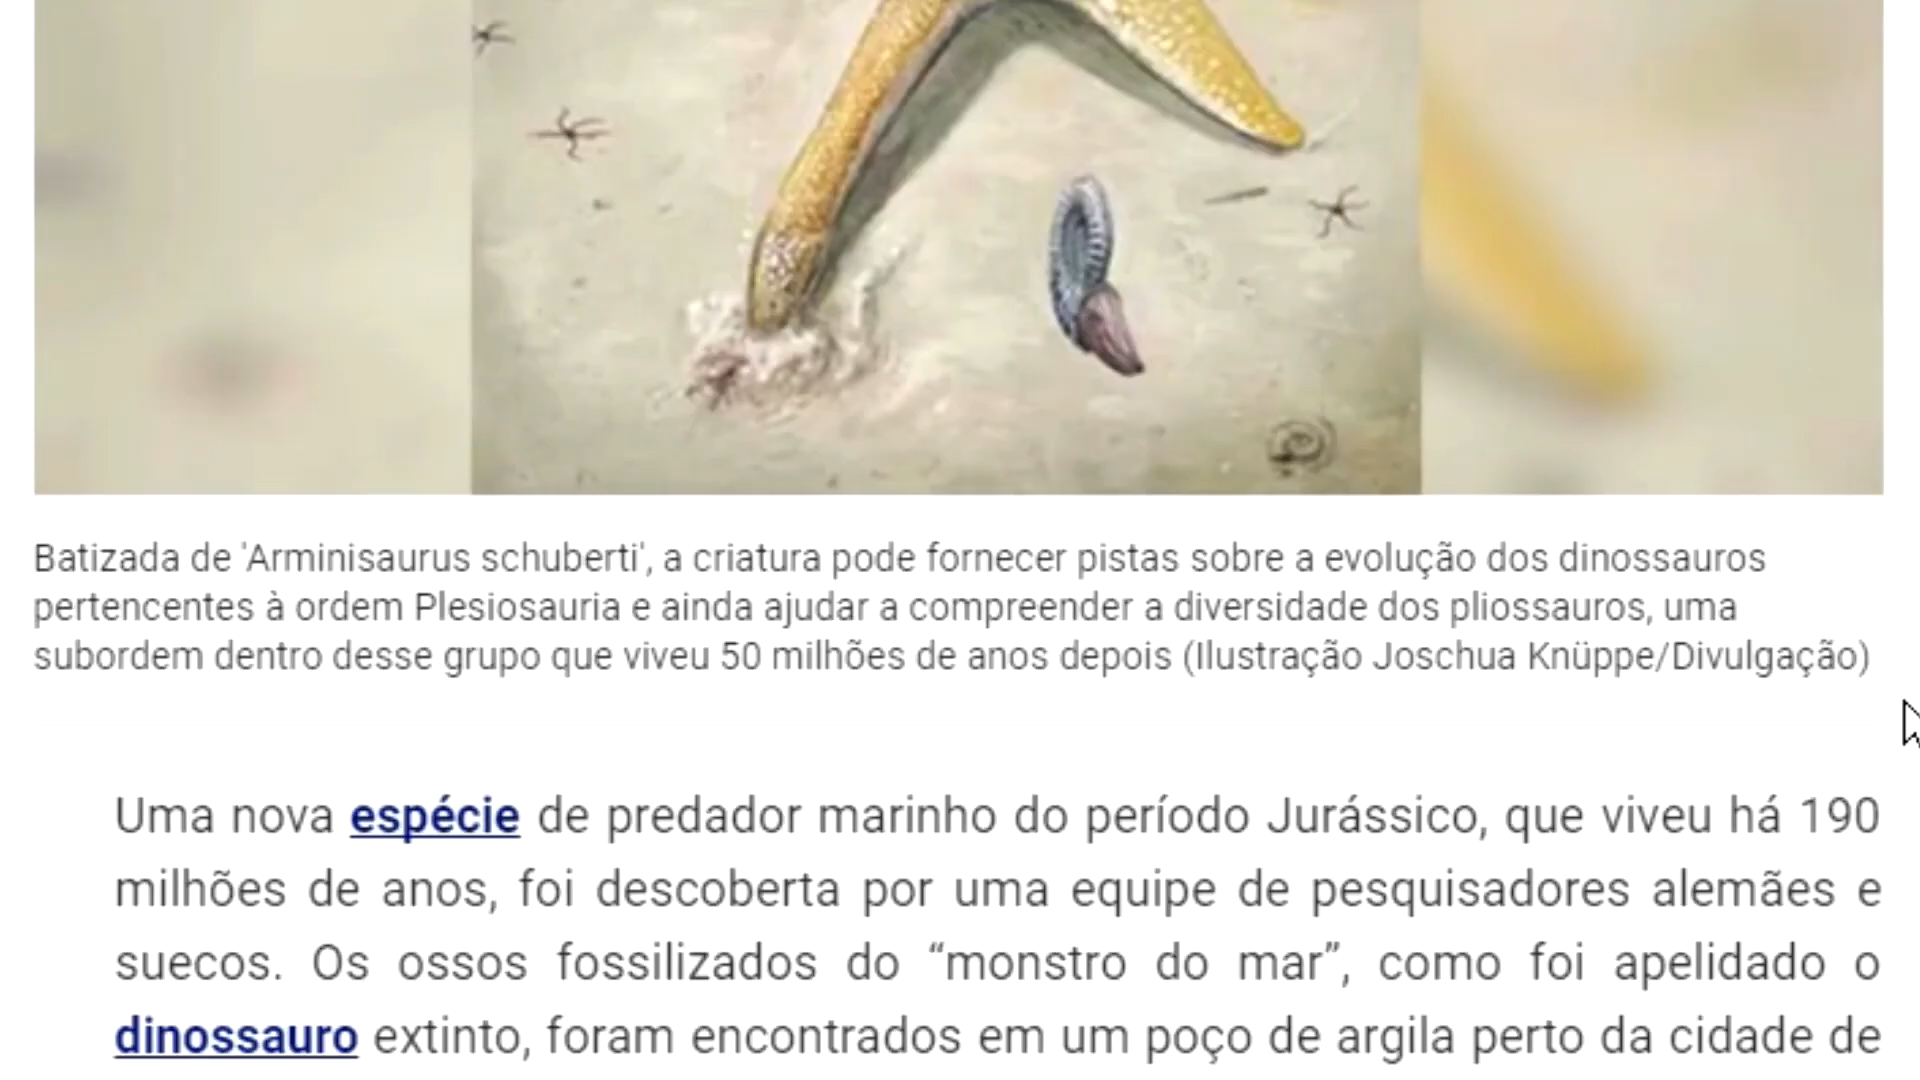 Batizada de 'Arminisaurus schuberti', a criatura pode fornecer pistas sobre a evolução dos dinossauros
pertencentes à ordem Plesiosauria e ainda ajudar a compreender a diversidade dos pliossauros, uma
subordem dentro desse grupo que viveu 50 milhões de anos depois (Ilustração Joschua Knüppe/Divulgação)
Uma nova espécie de predador marinho do período Jurássico, que viveu há 190
milhões de anos, foi descoberta por uma equipe de pesquisadores alemães e
suecos. Os ossos fossilizados do “monstro do mar”, como foi apelidado o
dinossauro extinto, foram encontrados em um poço de argila perto da cidade de